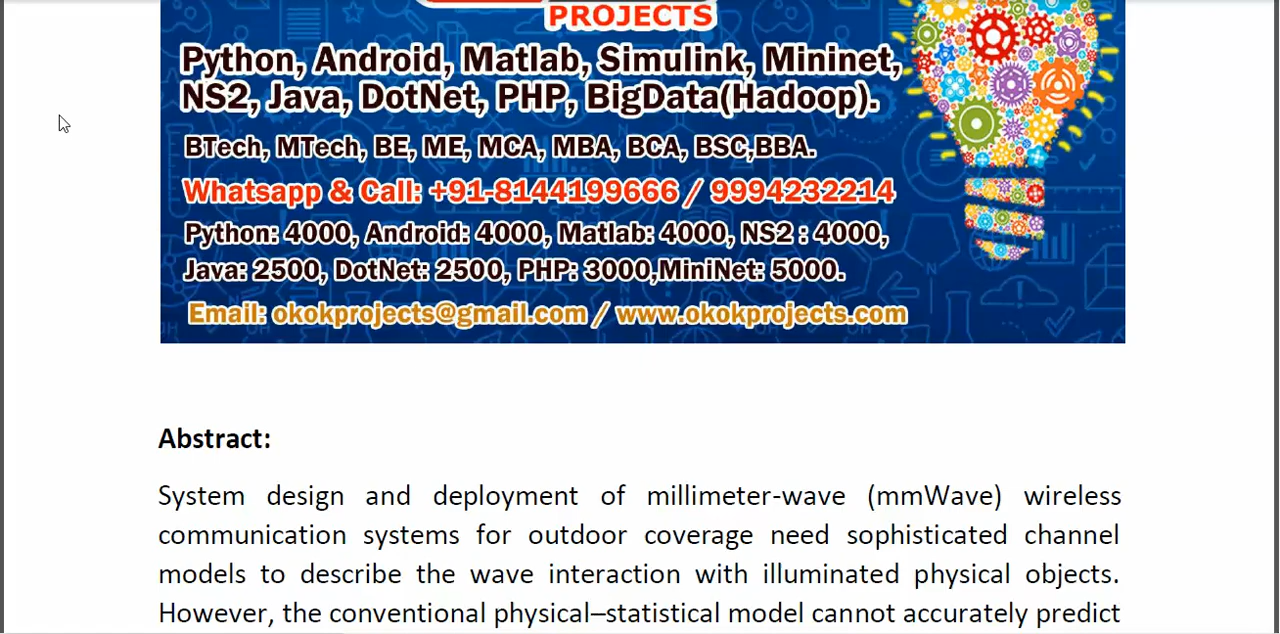 PROJECTS
Python, Android, Matlab, Simulink, Mininet,
NS2, Java, DotNet, PHP, BigData(Hadoop).
BTech, MTech, BE, ME, MCA, MBA, BCA, BSC,BBA.
Whatsapp & Call: +91-8144199666 / 9994232214
Python: 4000, Android: 4000, Matlab: 4000, NS2 : 4000,
Java: 2500, DotNet: 2500, PHP: 3000,MiniNet: 5000.
Email: okokprojects@gmail.com / www.okokprojects.com
Abstract:
System design and deployment of millimeter-wave (mmWave) wireless
communication systems for outdoor coverage need sophisticated channel
models to describe the wave interaction with illuminated physical objects.
However, the conventional physical–statistical model cannot accurately predict